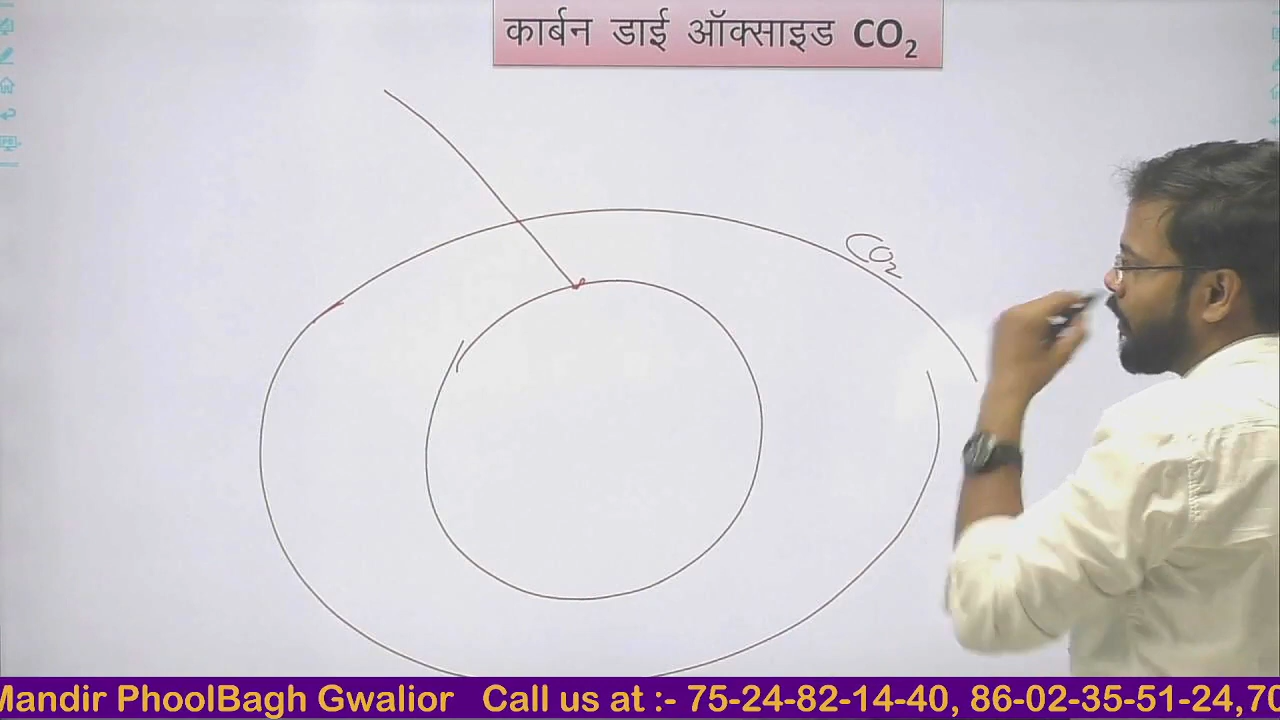 कार्बन डाई ऑक्साइड CO₂
CO₂
Mandir PhoolBagh Gwalior Call us at :- 75-24-82-14-40, 86-02-35-51-24,70